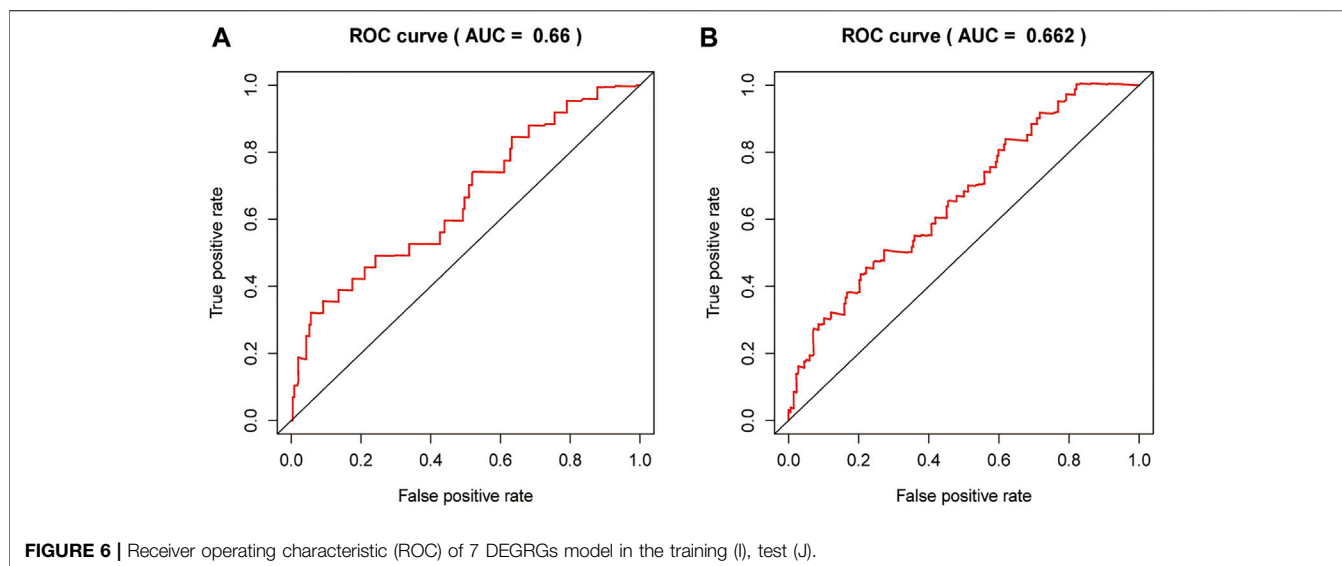 A
ROC curve ( AUC = 0.66 )
True positive rate
1.0
0.8
0.6
0.4
0.2
0.0
0.0 0.2 0.4 0.6 0.8 1.0
False positive rate
B
ROC curve ( AUC = 0.662 )
True positive rate
1.0
0.8
0.6
0.4
0.2
0.0
0.0 0.2 0.4 0.6 0.8 1.0
False positive rate
FIGURE 6 | Receiver operating characteristic (ROC) of 7 DEGRGs model in the training (I), test (J).